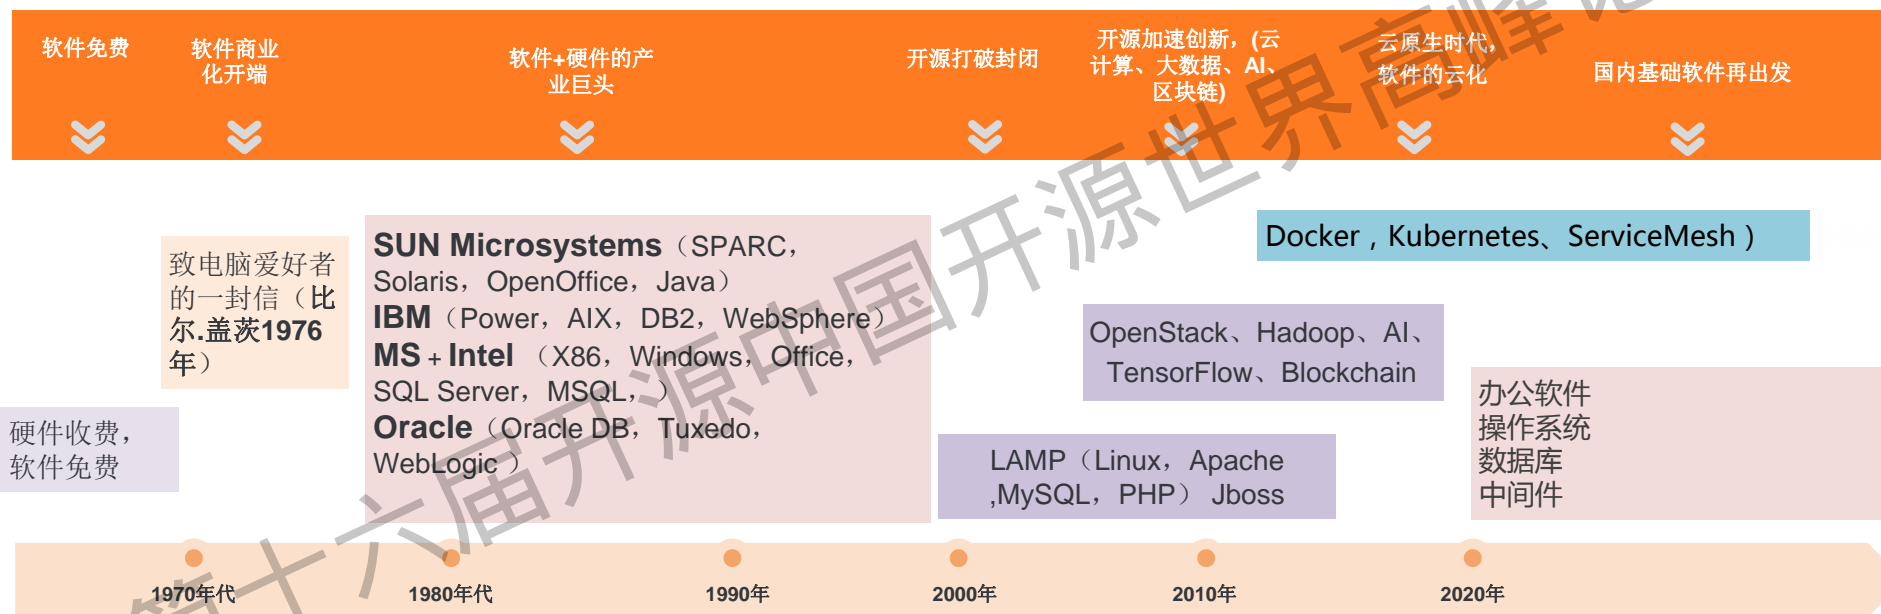 软件免费
软件商业
化开端
软件+硬件的产
业巨头
开源打破封闭
开源加速创新，(云
计算、大数据、AI、
区块链)
云原生时代，
软件的云化
国内基础软件再出发
硬件收费，
软件免费
致电脑爱好者
的一封信（比
尔.盖茨1976
年）
SUN Microsystems（SPARC，
Solaris，OpenOffice，Java）
IBM（Power，AIX，DB2，WebSphere）
MS + Intel （X86，Windows，Office，
SQL Server，MSQL，）
Oracle（Oracle DB，Tuxedo，
WebLogic ）
LAMP（Linux，Apache
,MySQL，PHP） Jboss
OpenStack、Hadoop、AI、
TensorFlow、Blockchain
Docker，Kubernetes、ServiceMesh）
办公软件
操作系统
数据库
中间件
1970年代
1980年代
1990年
2000年
2010年
2020年
第十六届开源中国开源世界高峰论